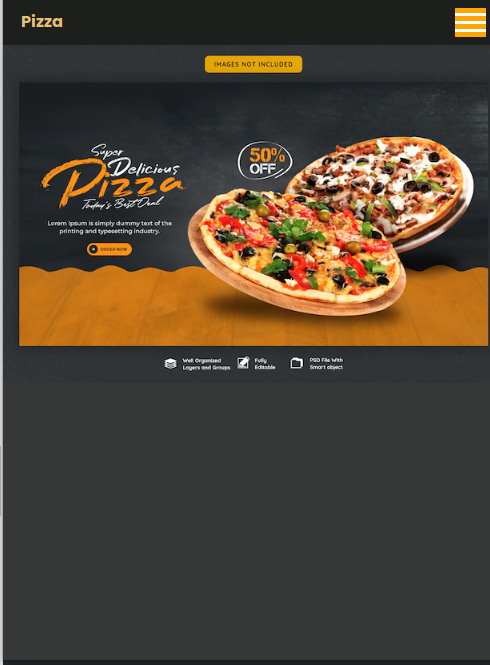 Pizza
IMAGES NOT INCLUDED
Super
Delicious
Pizza
Today's Best Deal
Lorem Ipsum is simply dummy text of the
printing and typesetting industry.
ORDER NOW
50%
OFF
Well Organized
Layers and Groups
Fully
Editable
PSD File With
Smart object